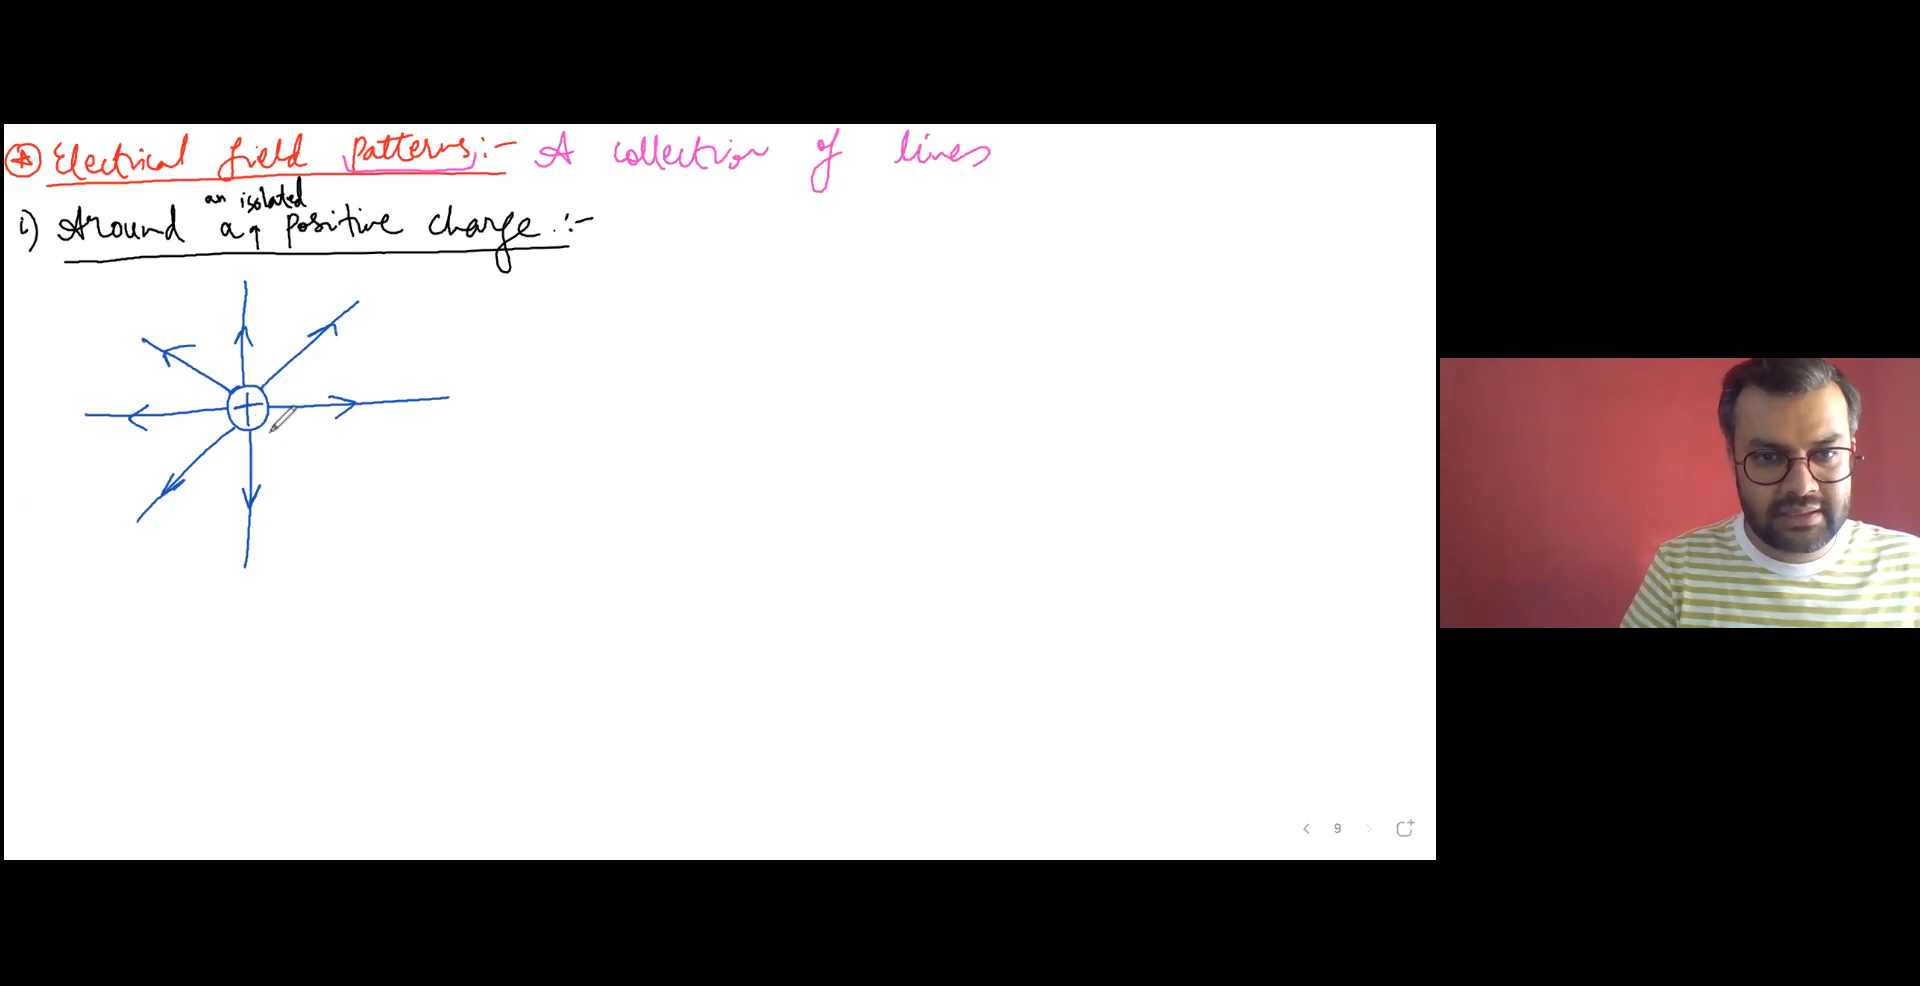 Electrical field patterns :- A collection of lines
an isolated
i) Around a positive charge :-
+
9